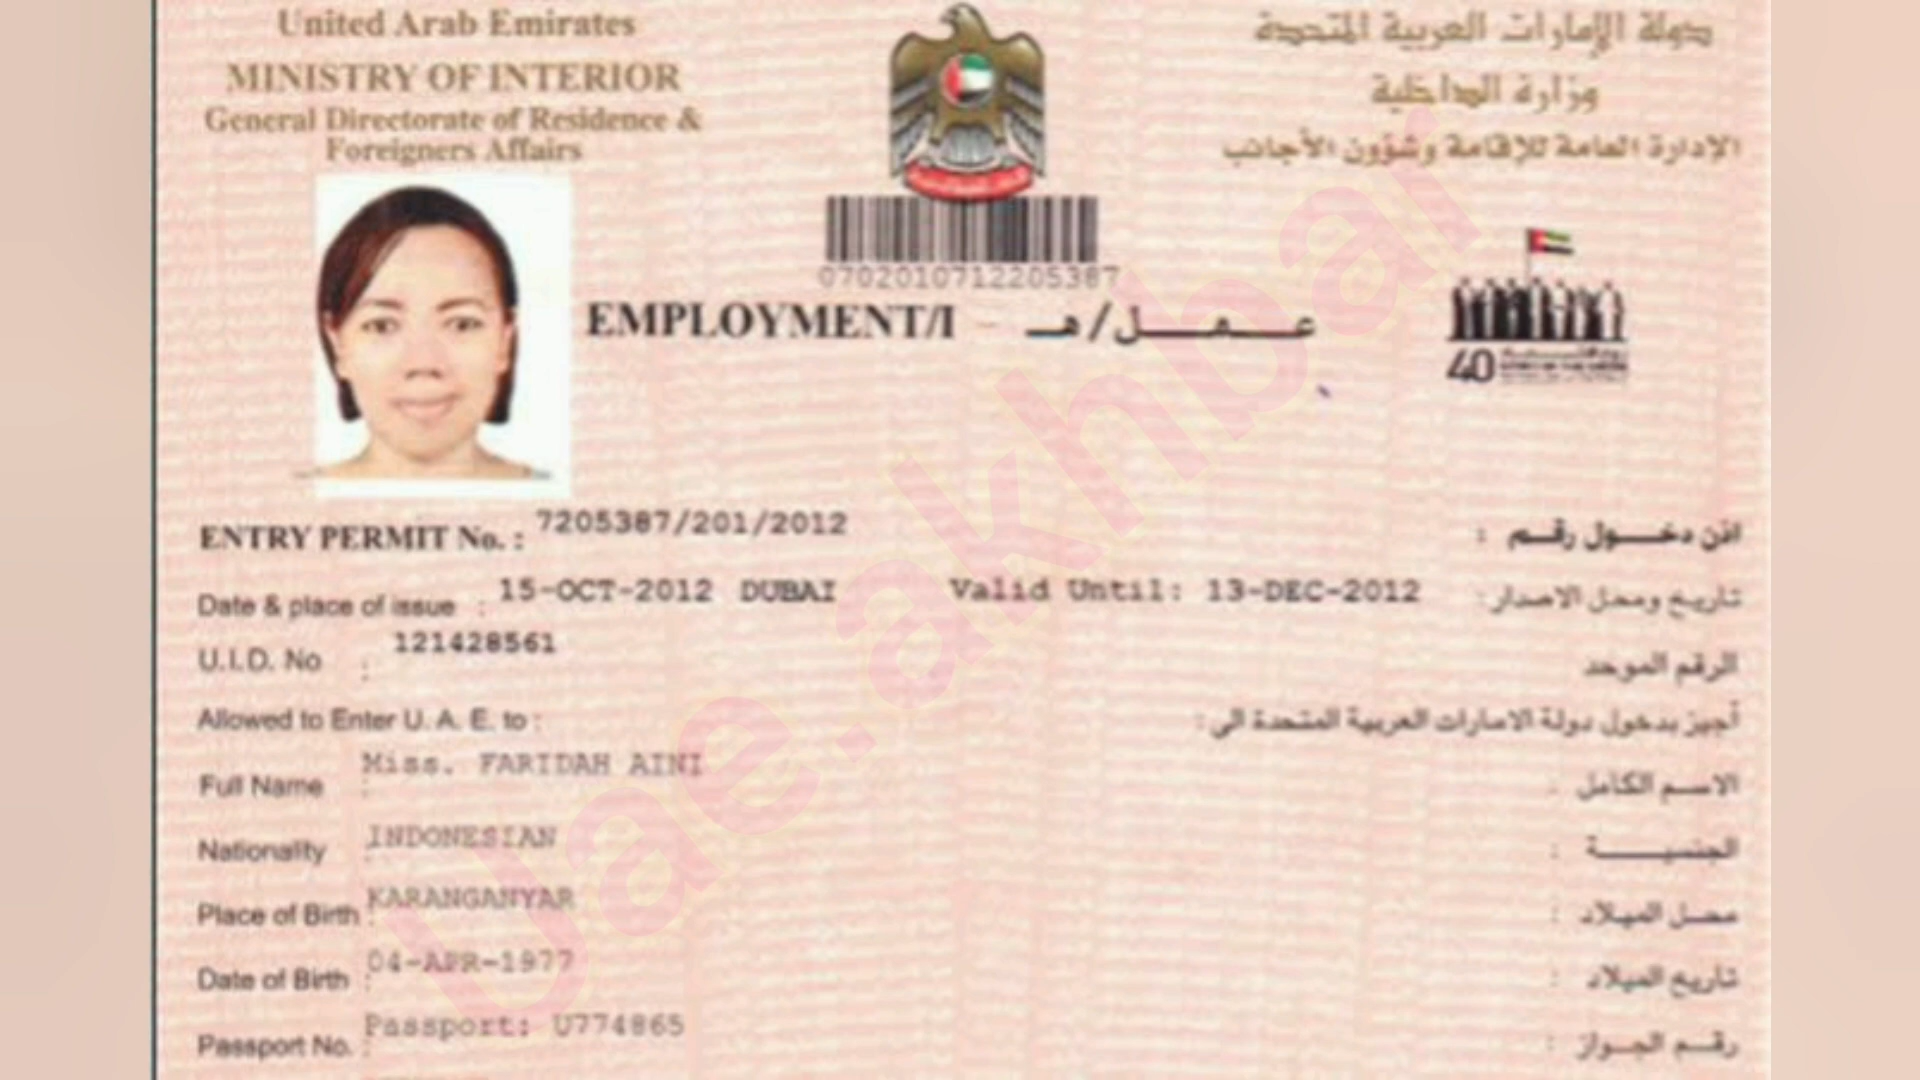 United Arab Emirates
دولة الإمارات العربية المتحدة
MINISTRY OF INTERIOR
وزارة الداخلية
General Directorate of Residence &
Foreigners Affairs
الإدارة العامة للإقامة وشؤون الأجانب
0702010712205387
EMPLOYMENT/I – عمـــل/هـ
40
ENTRY PERMIT No. : 7205387/201/2012 اذن دخول رقم :
Date & place of issue : 15-OCT-2012 DUBAI Valid Until: 13-DEC-2012 تاريخ ومحل الاصدار :
U.I.D. No : 121428561 الرقم الموحد
Allowed to Enter U. A. E. to : أجيز بدخول دولة الامارات العربية المتحدة الى :
Full Name : Miss. FARIDAH AINI الاسم الكامل :
Nationality : INDONESIAN الجنسية :
Place of Birth : KARANGANYAR محل الميلاد :
Date of Birth : 04-APR-1977 تاريخ الميلاد :
Passport No. : Passport: U774865 رقم الجواز :
Uae.akhbar